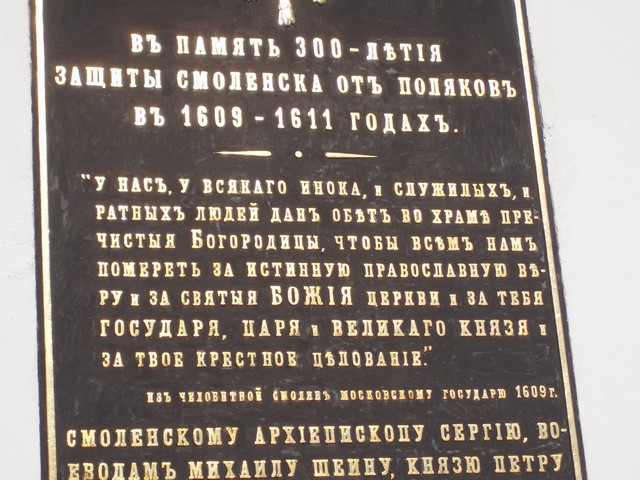 ВЪ ПАМЯТЬ 300-ЛѢТІЯ
ЗАЩИТЫ СМОЛЕНСКА ОТЪ ПОЛЯКОВЪ
ВЪ 1609 - 1611 ГОДАХЪ.
"У НАСЪ, У ВСЯКАГО ИНОКА, И СЛУЖИЛЫХЪ, И
РАТНЫХЪ ЛЮДЕЙ ДАНЪ ОБѢТЪ ВО ХРАМѢ ПРЕ-
ЧИСТЫЯ БОГОРОДИЦЫ, ЧТОБЫ ВСѢМЪ НАМЪ
ПОМЕРЕТЬ ЗА ИСТИННУЮ ПРАВОСЛАВНУЮ ВѢ-
РУ И ЗА СВЯТЫЯ БОЖІЯ ЦЕРКВИ И ЗА ТЕБЯ
ГОСУДАРЯ, ЦАРЯ И ВЕЛИКАГО КНЯЗЯ И
ЗА ТВОЕ КРЕСТНОЕ ЦѢЛОВАНІЕ."
ИЗЪ ЧЕЛОБИТНОЙ СМОЛЯНЪ МОСКОВСКОМУ ГОСУДАРЮ 1609 Г.
СМОЛЕНСКОМУ АРХІЕПИСКОПУ СЕРГІЮ, ВО-
ЕВОДАМЪ МИХАИЛУ ШЕИНУ, КНЯЗЮ ПЕТРУ